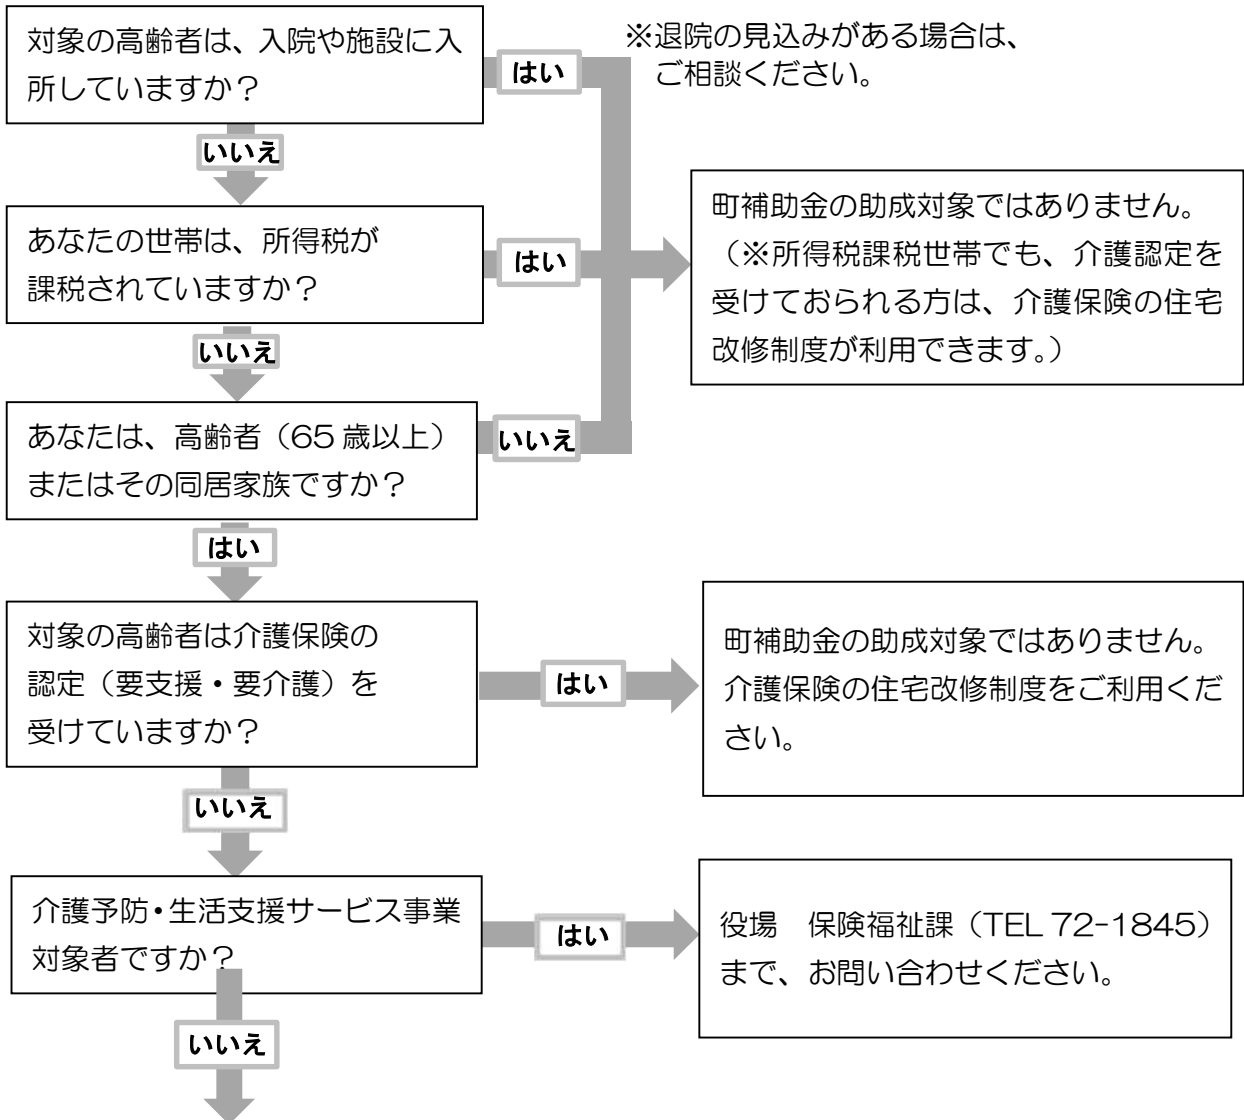 対象の高齢者は、入院や施設に入
所していますか？
はい
※退院の見込みがある場合は、
ご相談ください。
いいえ
あなたの世帯は、所得税が
課税されていますか？
はい
町補助金の助成対象ではありません。
（※所得税課税世帯でも、介護認定を
受けておられる方は、介護保険の住宅
改修制度が利用できます。）
いいえ
あなたは、高齢者（65歳以上）
またはその同居家族ですか？
いいえ
はい
対象の高齢者は介護保険の
認定（要支援・要介護）を
受けていますか？
はい
町補助金の助成対象ではありません。
介護保険の住宅改修制度をご利用くだ
さい。
いいえ
介護予防・生活支援サービス事業
対象者ですか？
はい
役場　保険福祉課（TEL 72-1845）
まで、お問い合わせください。
いいえ